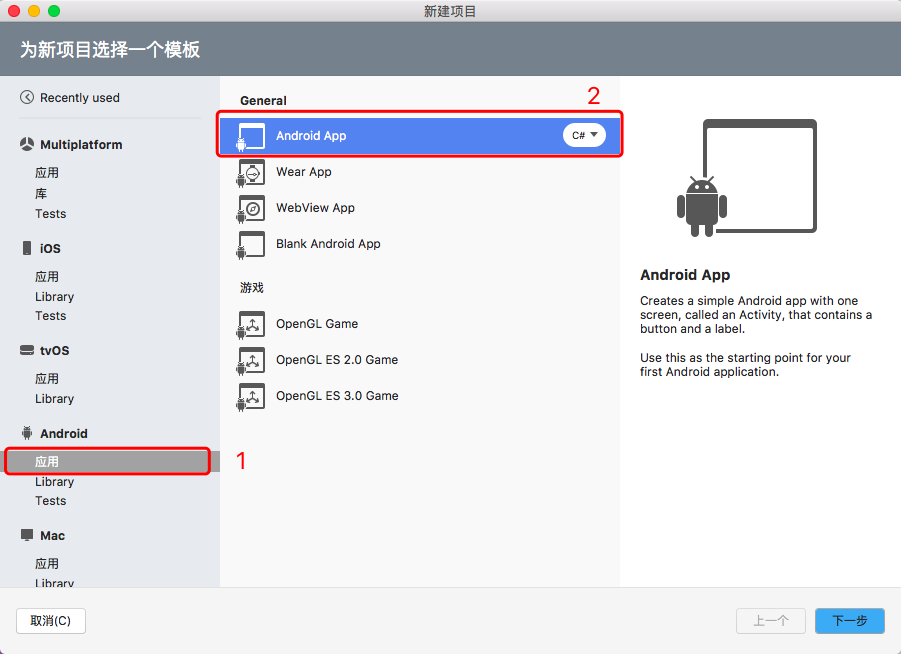 新建项目
为新项目选择一个模板
Recently used
Multiplatform
应用
库
Tests
iOS
应用
Library
Tests
tvOS
应用
Library
Android
应用
Library
Tests
Mac
应用
Library
1
General
2
Android App
C#
Wear App
WebView App
Blank Android App
游戏
OpenGL Game
OpenGL ES 2.0 Game
OpenGL ES 3.0 Game
Android App
Creates a simple Android app with one
screen, called an Activity, that contains a
button and a label.
Use this as the starting point for your
first Android application.
取消(C)
上一个
下一步